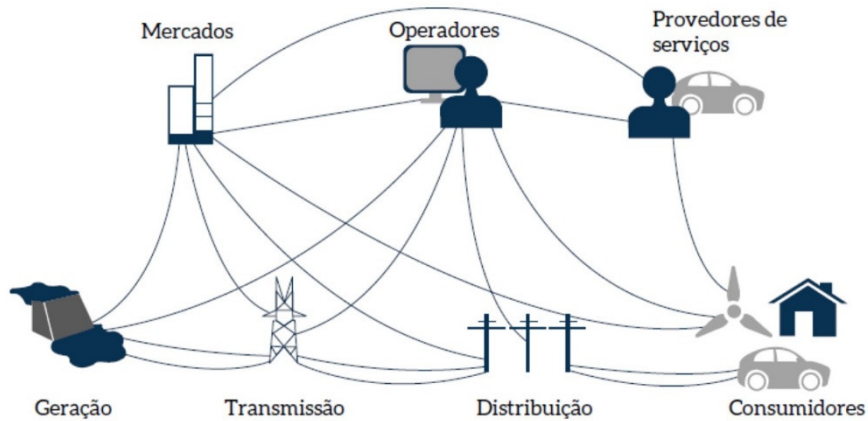 Mercados
Operadores
Provedores de
serviços
Geração
Transmissão
Distribuição
Consumidores